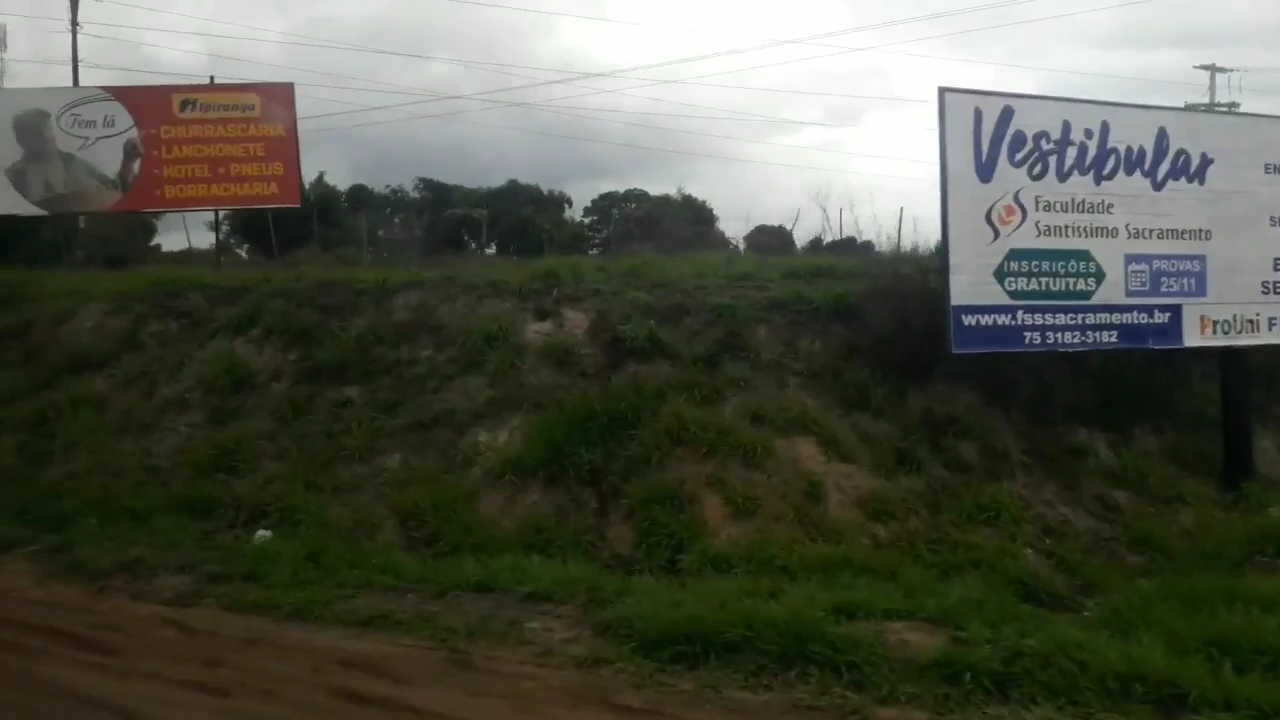 Tem lá
Ipiranga
• CHURRASCARIA
• LANCHONETE
• HOTEL • PNEUS
• BORRACHARIA
Vestibular
Faculdade
Santíssimo Sacramento
INSCRIÇÕES
GRATUITAS
PROVAS:
25/11
www.fsssacramento.br
75 3182-3182
ProUni